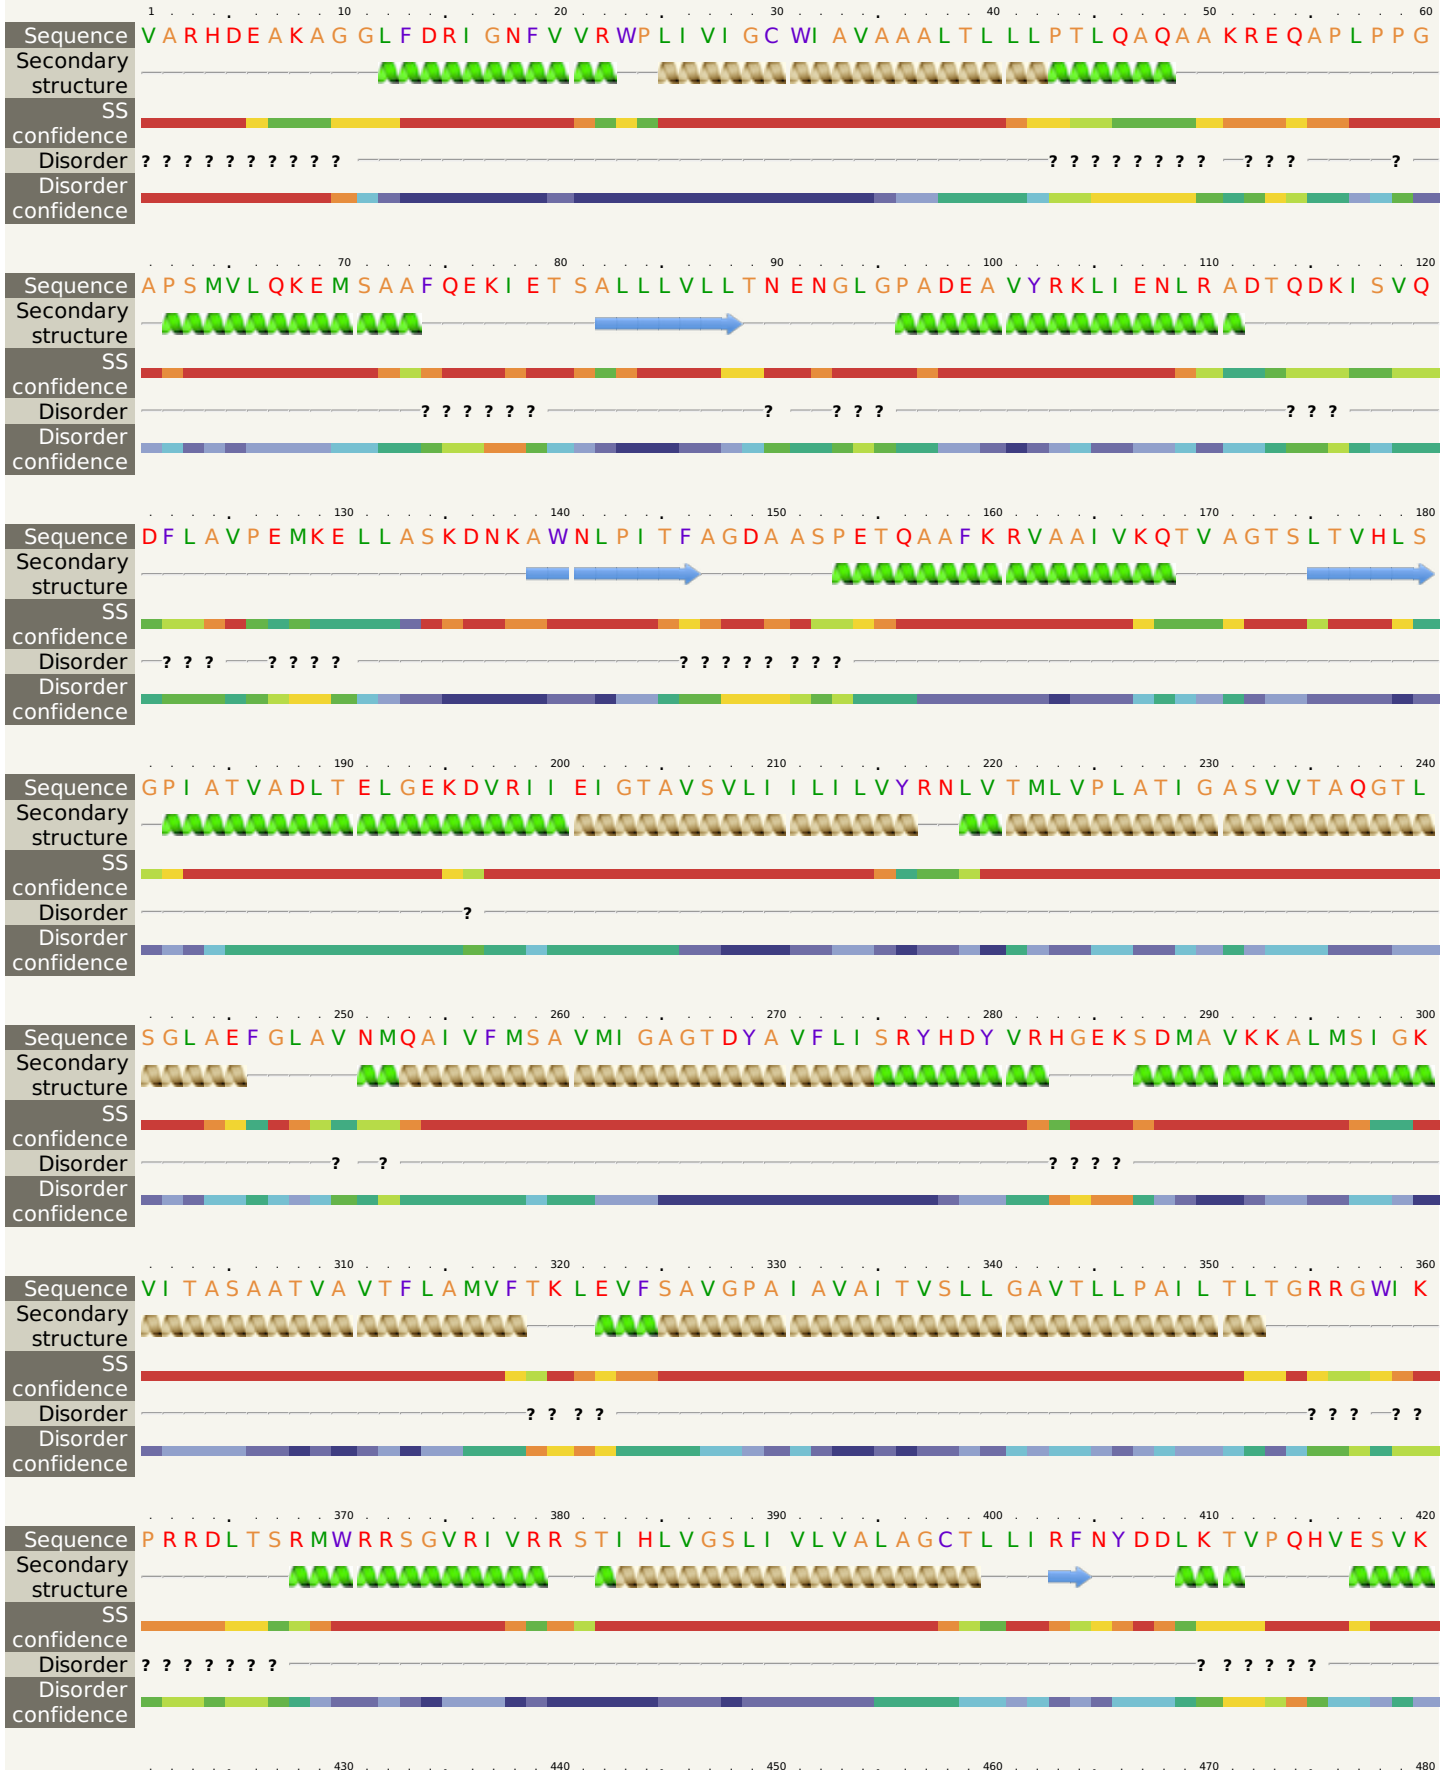 1 10 20 30 40 50 60
Sequence VARHDEAKAGGLFDRIGNFVVRWPLIVIGCWIAVAAALTLLLPTLQAQAAKREQAPLPPG
Secondary structure
SS confidence
Disorder ? ? ? ? ? ? ? ? ? ? ? ? ? ? ? ? ? ? ? ? ? ?
Disorder confidence
70 80 90 100 110 120
Sequence APSMVLQKEMSAAFQEKIETSALLLVLLTNENGLGPADEAVYRKLIENLRADTQDKISVQ
Secondary structure
SS confidence
Disorder ? ? ? ? ? ? ? ? ? ? ? ? ?
Disorder confidence
130 140 150 160 170 180
Sequence DFLAVPEMKELLASKDNKAWNLPITFAGDAASPETQAAFKRVAAIVKQTVAGTSLTVHLS
Secondary structure
SS confidence
Disorder ? ? ? ? ? ? ? ? ? ? ? ? ? ? ?
Disorder confidence
190 200 210 220 230 240
Sequence GPIATVADLTELGEKDVRIIEIGTAVSVLIILILVYRNLVTMLVPLATIGASVVTAQGTL
Secondary structure
SS confidence
Disorder ?
Disorder confidence
250 260 270 280 290 300
Sequence SGLAEFGLAVNMQAIVFMSAVMIGAGTDYAVFLISRYHDYVRHGEKSDMAVKKALMSIGK
Secondary structure
SS confidence
Disorder ? ? ? ? ? ?
Disorder confidence
310 320 330 340 350 360
Sequence VITASAATVAVTFLAMVFTKLEVFSAVGPAIAVAITVSLLGAVTLLPAILTLTGRRGWIK
Secondary structure
SS confidence
Disorder ? ? ? ? ? ? ? ? ?
Disorder confidence
370 380 390 400 410 420
Sequence PRRDLTSRMWRRSGVRIVRRSTIHLVGSLIVLVALAGCTLLIRFNYDDLKTVPQHVESVK
Secondary structure
SS confidence
Disorder ? ? ? ? ? ? ? ? ? ? ? ? ?
Disorder confidence
430 440 450 460 470 480